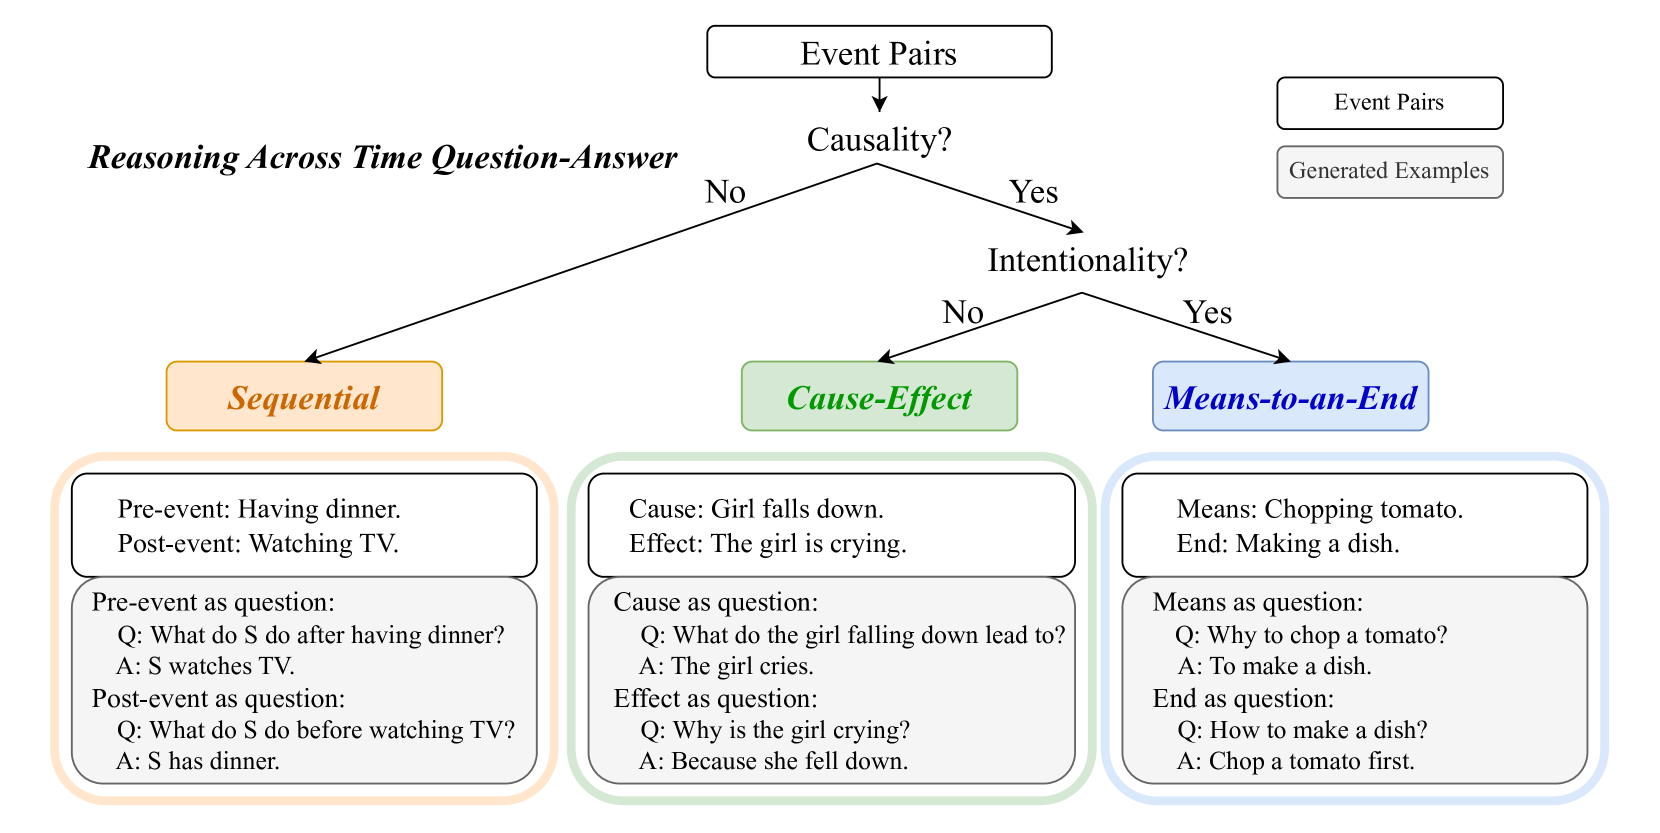 Event Pairs
Causality?
Reasoning Across Time Question-Answer
No
Yes
Event Pairs
Generated Examples
Intentionality?
No
Yes
Sequential
Cause-Effect
Means-to-an-End
Pre-event: Having dinner.
Post-event: Watching TV.
Pre-event as question:
Q: What do S do after having dinner?
A: S watches TV.
Post-event as question:
Q: What do S do before watching TV?
A: S has dinner.
Cause: Girl falls down.
Effect: The girl is crying.
Cause as question:
Q: What do the girl falling down lead to?
A: The girl cries.
Effect as question:
Q: Why is the girl crying?
A: Because she fell down.
Means: Chopping tomato.
End: Making a dish.
Means as question:
Q: Why to chop a tomato?
A: To make a dish.
End as question:
Q: How to make a dish?
A: Chop a tomato first.